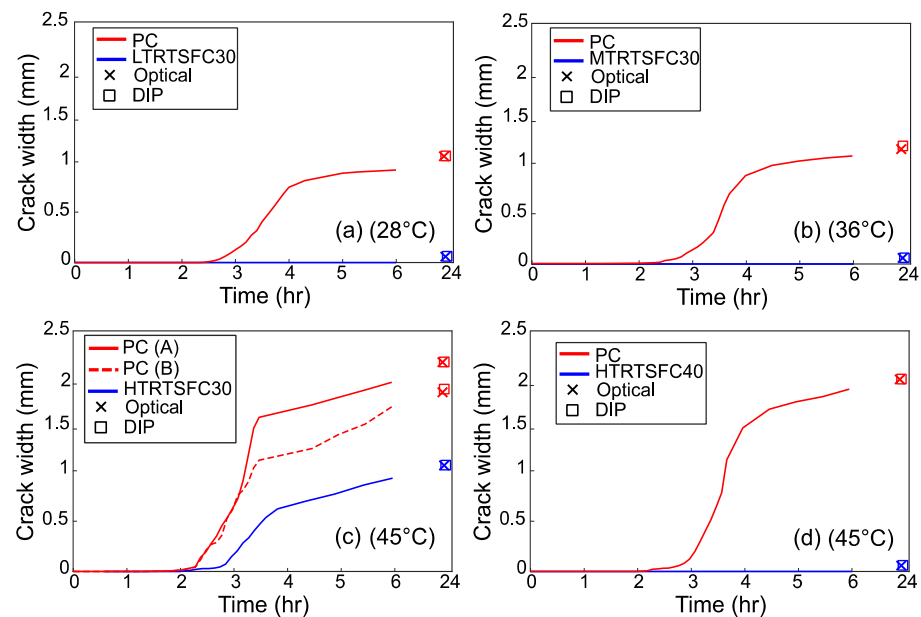 2.5
2
1.5
1
0.5
0
Crack width (mm)
PC
LTRTSFC30
Optical
DIP
(a) (28°C)
0 1 2 3 4 5 6 24
Time (hr)
2.5
2
1.5
1
0.5
0
Crack width (mm)
PC
MTRTSFC30
Optical
DIP
(b) (36°C)
0 1 2 3 4 5 6 24
Time (hr)
2.5
2
1.5
1
0.5
0
Crack width (mm)
PC (A)
PC (B)
HTRTSFC30
Optical
DIP
(c) (45°C)
0 1 2 3 4 5 6 24
Time (hr)
2.5
2
1.5
1
0.5
0
Crack width (mm)
PC
HTRTSFC40
Optical
DIP
(d) (45°C)
0 1 2 3 4 5 6 24
Time (hr)